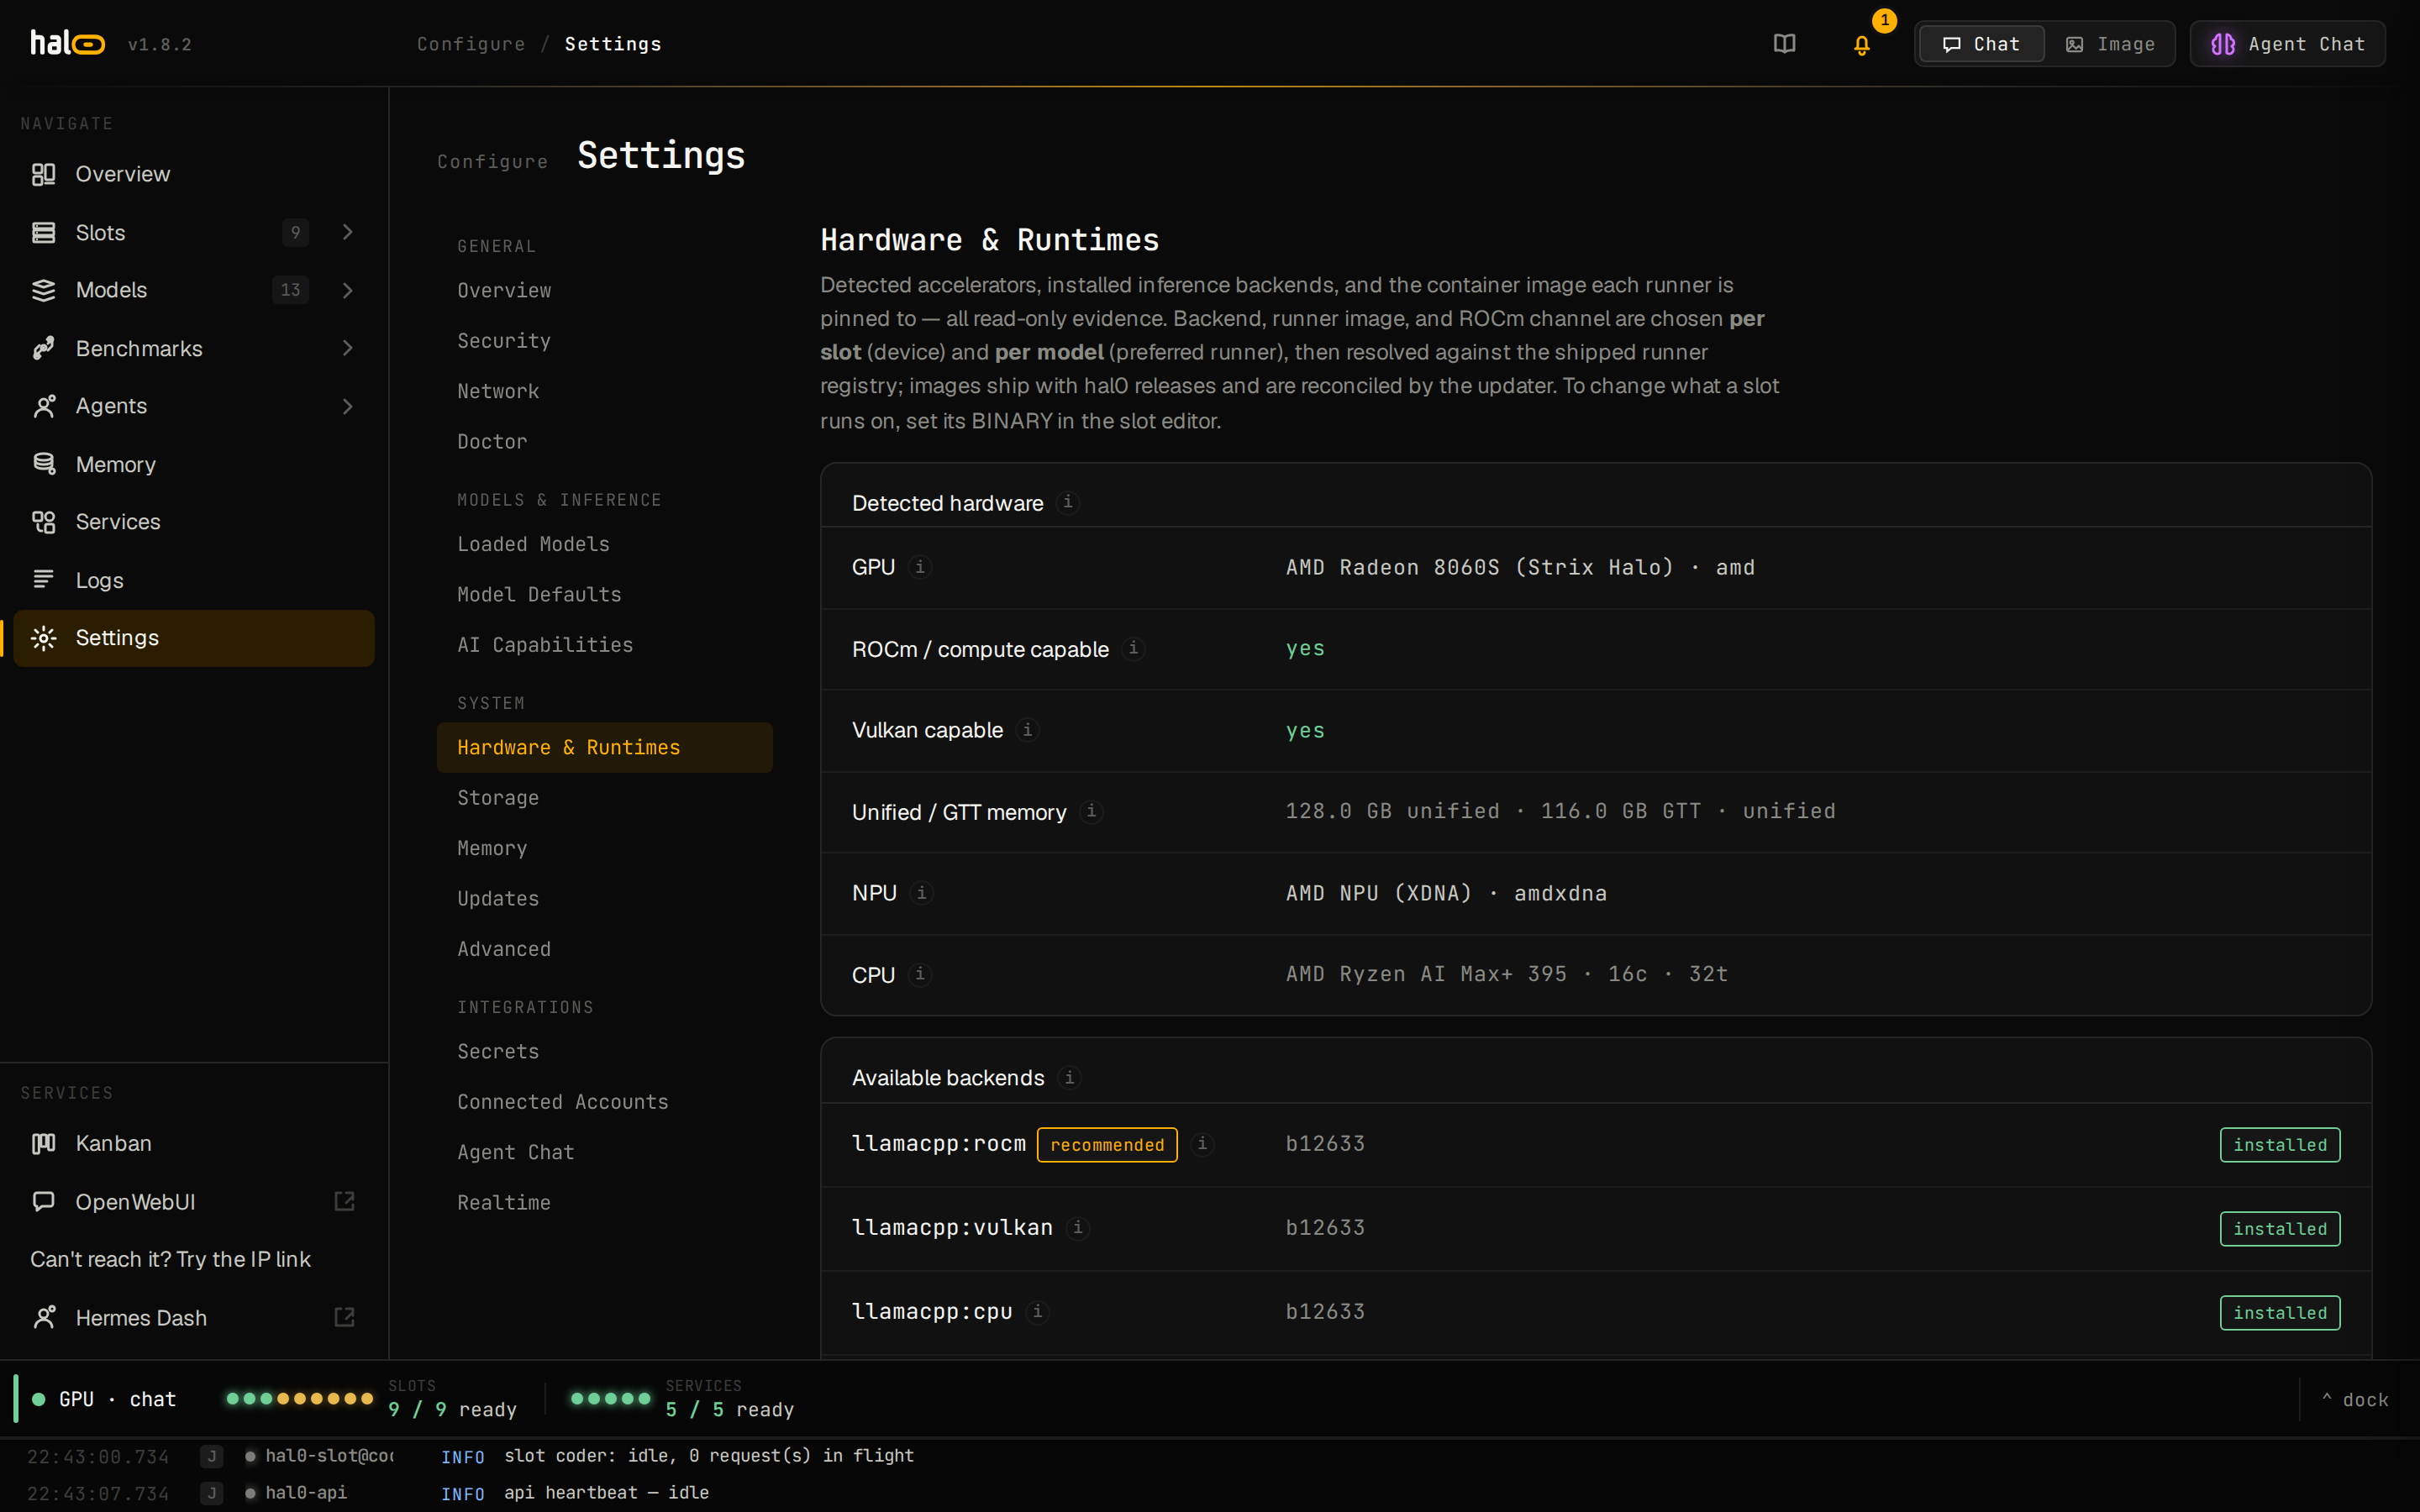 halo v1.8.2
Configure / Settings
1
Chat
Image
Agent Chat
NAVIGATE
Overview
Slots 9
Models 13
Benchmarks
Agents
Memory
Services
Logs
Settings
SERVICES
Kanban
OpenWebUI
Can't reach it? Try the IP link
Hermes Dash
Configure Settings
GENERAL
Overview
Security
Network
Doctor
MODELS & INFERENCE
Loaded Models
Model Defaults
AI Capabilities
SYSTEM
Hardware & Runtimes
Storage
Memory
Updates
Advanced
INTEGRATIONS
Secrets
Connected Accounts
Agent Chat
Realtime
Hardware & Runtimes
Detected accelerators, installed inference backends, and the container image each runner is
pinned to — all read-only evidence. Backend, runner image, and ROCm channel are chosen per
slot (device) and per model (preferred runner), then resolved against the shipped runner
registry; images ship with hal0 releases and are reconciled by the updater. To change what a slot
runs on, set its BINARY in the slot editor.
Detected hardware i
GPU i AMD Radeon 8060S (Strix Halo) · amd
ROCm / compute capable i yes
Vulkan capable i yes
Unified / GTT memory i 128.0 GB unified · 116.0 GB GTT · unified
NPU i AMD NPU (XDNA) · amdxdna
CPU i AMD Ryzen AI Max+ 395 · 16c · 32t
Available backends i
llamacpp:rocm recommended i b12633 installed
llamacpp:vulkan i b12633 installed
llamacpp:cpu i b12633 installed
GPU · chat
SLOTS
9 / 9 ready
SERVICES
5 / 5 ready
^ dock
22:43:00.734 J hal0-slot@coc INFO slot coder: idle, 0 request(s) in flight
22:43:07.734 J hal0-api INFO api heartbeat — idle